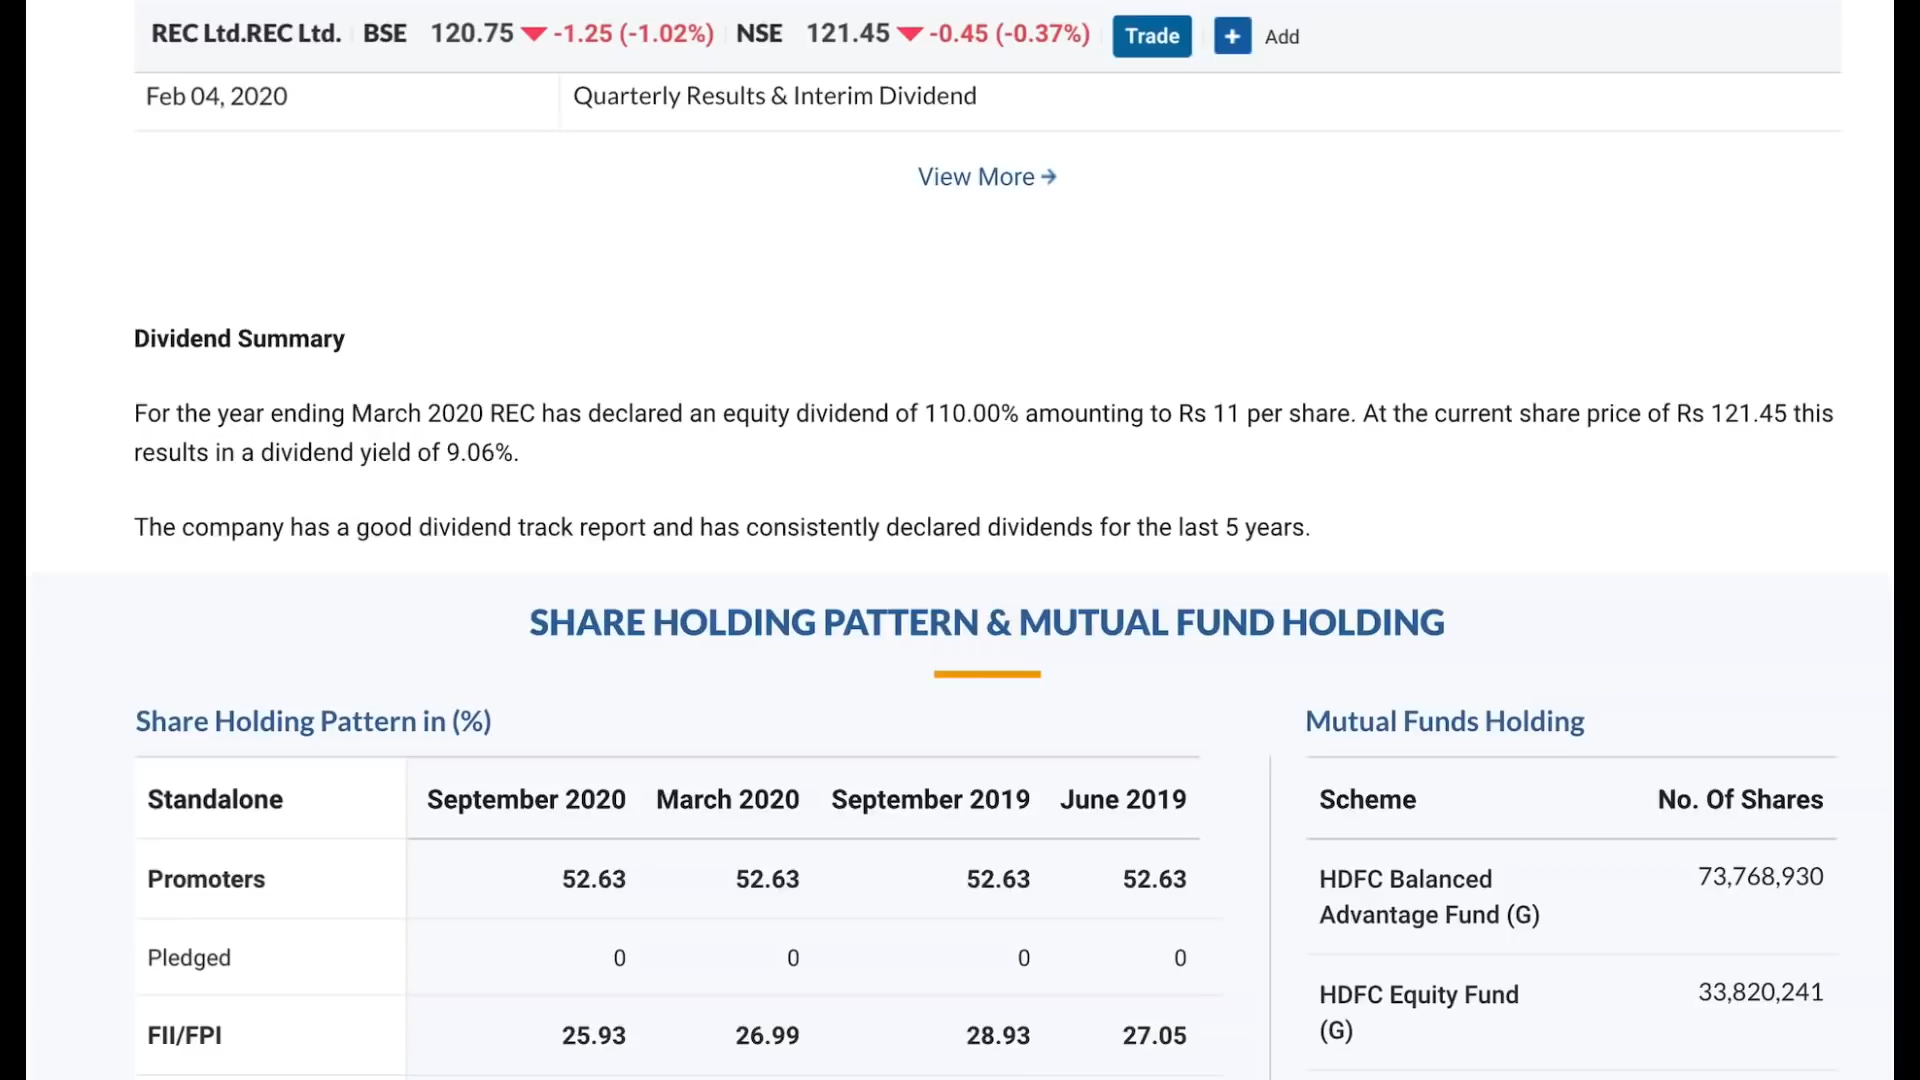 REC Ltd.REC Ltd. BSE 120.75 -1.25 (-1.02%) NSE 121.45 -0.45 (-0.37%) Trade + Add
Feb 04, 2020 Quarterly Results & Interim Dividend
View More →
Dividend Summary
For the year ending March 2020 REC has declared an equity dividend of 110.00% amounting to Rs 11 per share. At the current share price of Rs 121.45 this
results in a dividend yield of 9.06%.
The company has a good dividend track report and has consistently declared dividends for the last 5 years.
SHARE HOLDING PATTERN & MUTUAL FUND HOLDING
Share Holding Pattern in (%)
Standalone September 2020 March 2020 September 2019 June 2019
Promoters 52.63 52.63 52.63 52.63
Pledged 0 0 0 0
FII/FPI 25.93 26.99 28.93 27.05
Mutual Funds Holding
Scheme No. Of Shares
HDFC Balanced 73,768,930
Advantage Fund (G)
HDFC Equity Fund 33,820,241
(G)